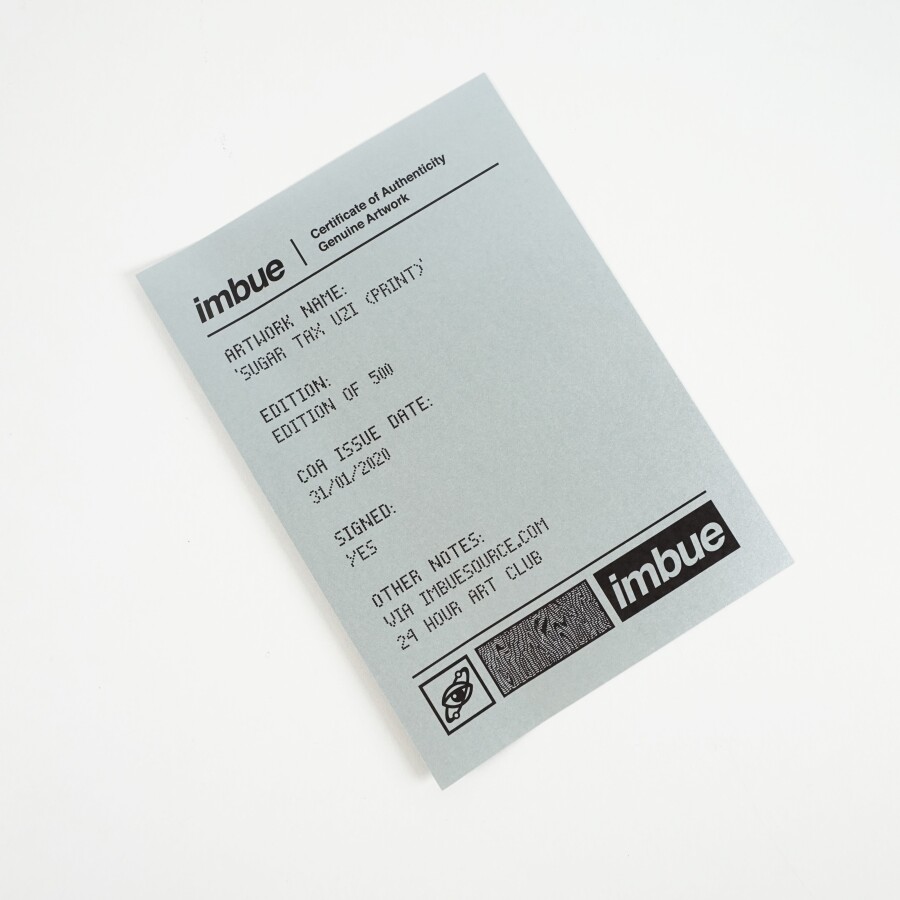 imbue
Certificate of Authenticity
Genuine Artwork
ARTWORK NAME:
'SUGAR TAX UZI (PRINT)'
EDITION:
EDITION OF 500
COA ISSUE DATE:
31/01/2020
SIGNED:
YES
OTHER NOTES:
VIA IMBUESOURCE.COM
24 HOUR ART CLUB
imbue